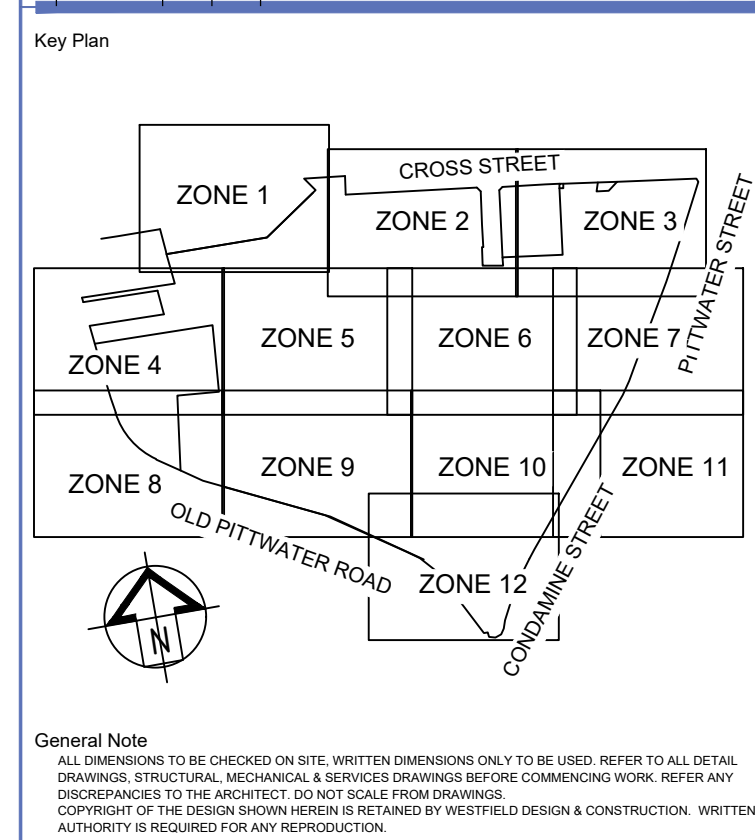 Key Plan
CROSS STREET
ZONE 1
ZONE 2
ZONE 3
PITTWATER STREET
ZONE 4
ZONE 5
ZONE 6
ZONE 7
ZONE 8
ZONE 9
ZONE 10
ZONE 11
OLD PITTWATER ROAD
ZONE 12
CONDAMINE STREET
N
General Note
ALL DIMENSIONS TO BE CHECKED ON SITE, WRITTEN DIMENSIONS ONLY TO BE USED. REFER TO ALL DETAIL
DRAWINGS, STRUCTURAL, MECHANICAL & SERVICES DRAWINGS BEFORE COMMENCING WORK. REFER ANY
DISCREPANCIES TO THE ARCHITECT. DO NOT SCALE FROM DRAWINGS.
COPYRIGHT OF THE DESIGN SHOWN HEREIN IS RETAINED BY WESTFIELD DESIGN & CONSTRUCTION. WRITTEN
AUTHORITY IS REQUIRED FOR ANY REPRODUCTION.